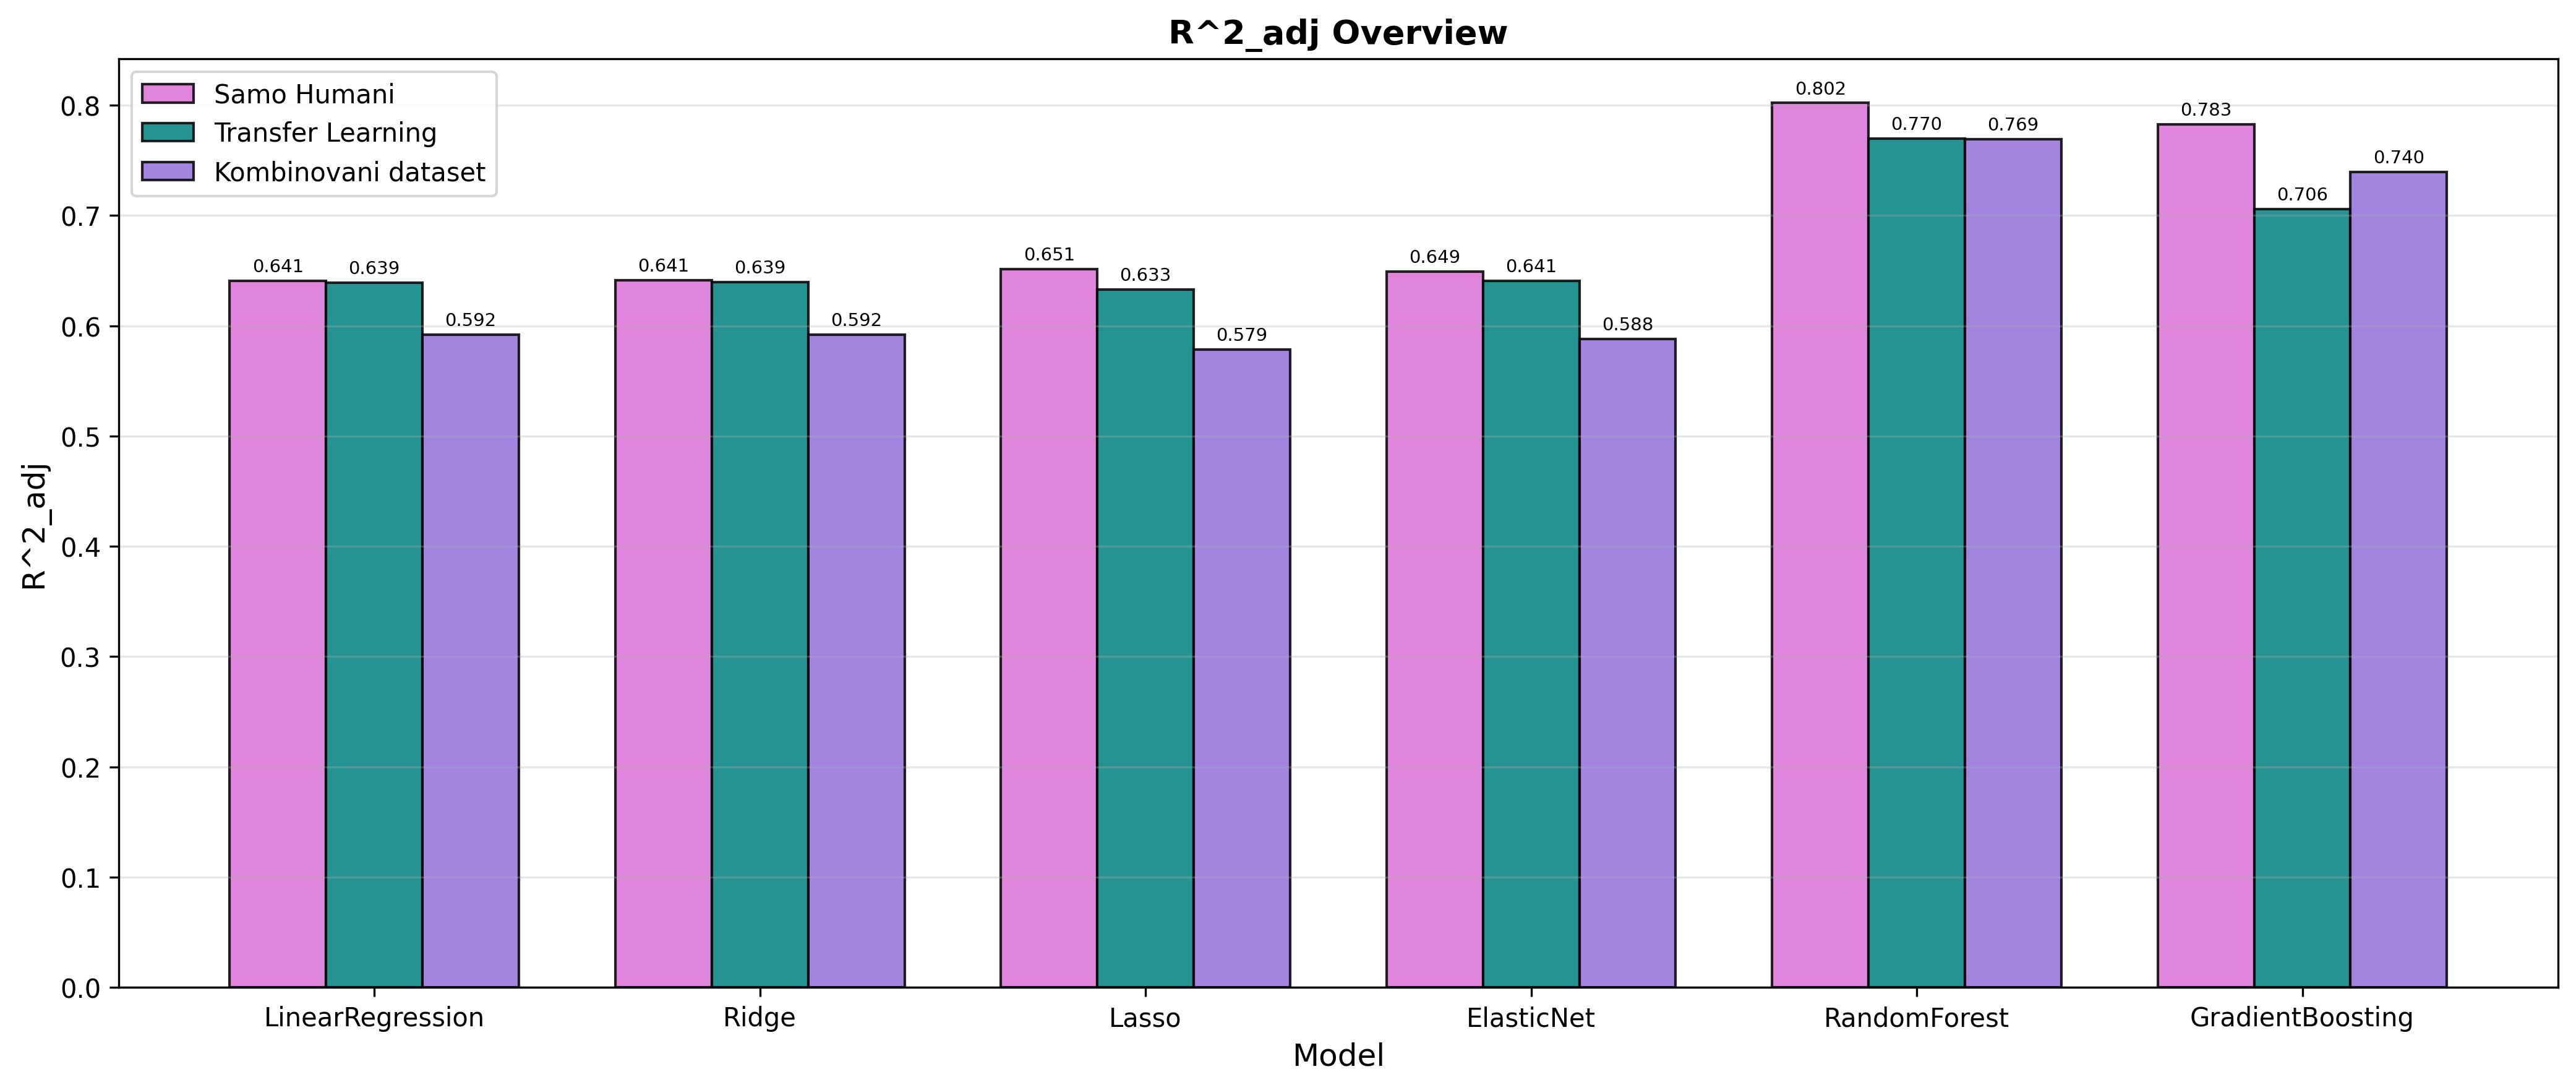 R^2_adj Overview
Samo Humani
Transfer Learning
Kombinovani dataset
R^2_adj
0.8
0.7
0.6
0.5
0.4
0.3
0.2
0.1
0.0
0.641
0.639
0.592
0.641
0.639
0.592
0.651
0.633
0.579
0.649
0.641
0.588
0.802
0.770
0.769
0.783
0.706
0.740
LinearRegression
Ridge
Lasso
ElasticNet
RandomForest
GradientBoosting
Model